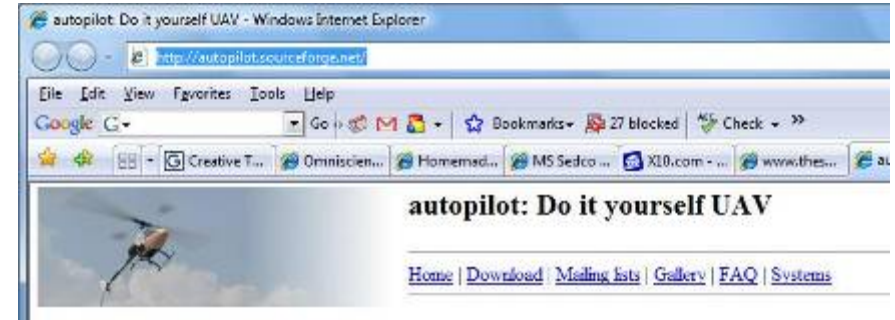 autopilot: Do it yourself UAV - Windows Internet Explorer
http://autopilot.sourceforge.net/
File Edit View Favorites Tools Help
Google G Go Bookmarks 27 blocked Check »
Creative T... Omniscien... Homemad... MS Sedco ... X10.com - ... www.thes... au
autopilot: Do it yourself UAV
Home | Download | Mailing lists | Gallery | FAQ | Systems